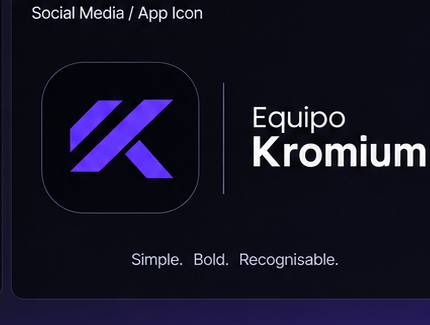 Social Media / App Icon
Equipo
Kromium
Simple. Bold. Recognisable.